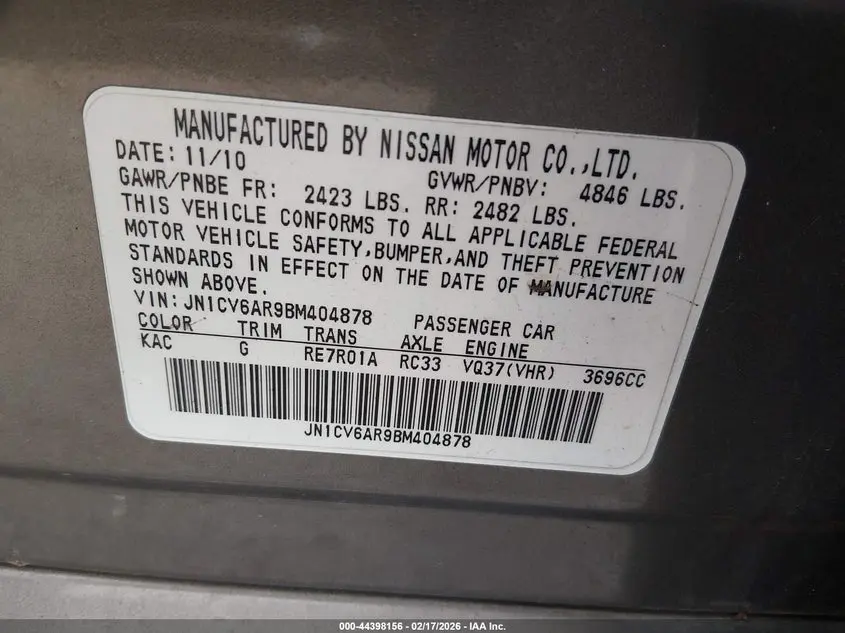 MANUFACTURED BY NISSAN MOTOR CO.,LTD.
DATE: 11/10 GVWR/PNBV: 4846 LBS.
GAWR/PNBE FR: 2423 LBS. RR: 2482 LBS.
THIS VEHICLE CONFORMS TO ALL APPLICABLE FEDERAL
MOTOR VEHICLE SAFETY,BUMPER,AND THEFT PREVENTION
STANDARDS IN EFFECT ON THE DATE OF MANUFACTURE
SHOWN ABOVE.
VIN:JN1CV6AR9BM404878 PASSENGER CAR
COLOR TRIM TRANS AXLE ENGINE
KAC G RE7R01A RC33 VQ37(VHR) 3696CC
JN1CV6AR9BM404878
000-44398156 - 02/17/2026 - IAA Inc.